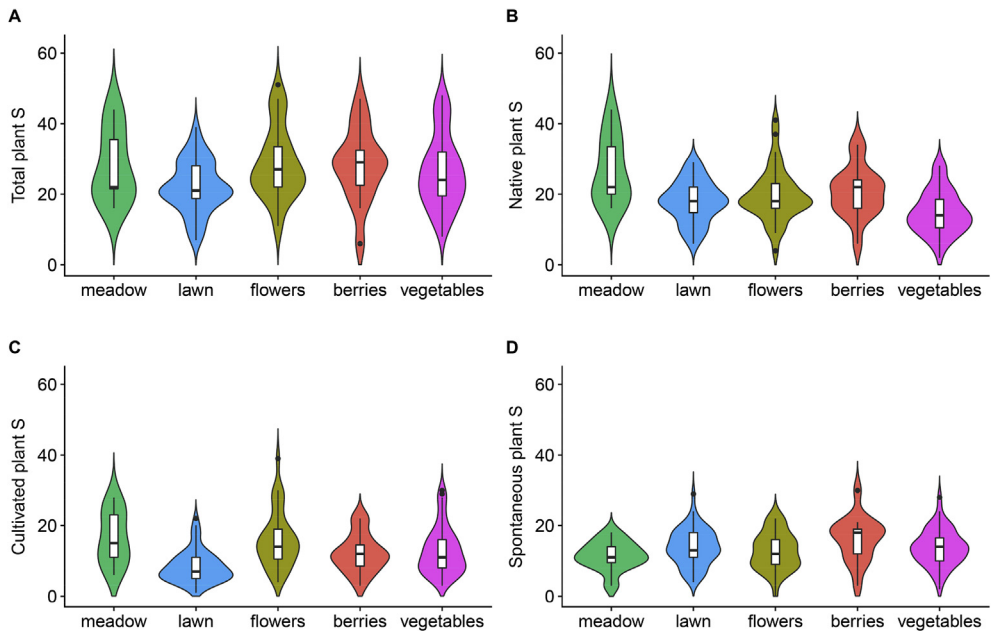 A
Total plant S
60
40
20
0
meadow lawn flowers berries vegetables
B
Native plant S
60
40
20
0
meadow lawn flowers berries vegetables
C
Cultivated plant S
60
40
20
0
meadow lawn flowers berries vegetables
D
Spontaneous plant S
60
40
20
0
meadow lawn flowers berries vegetables